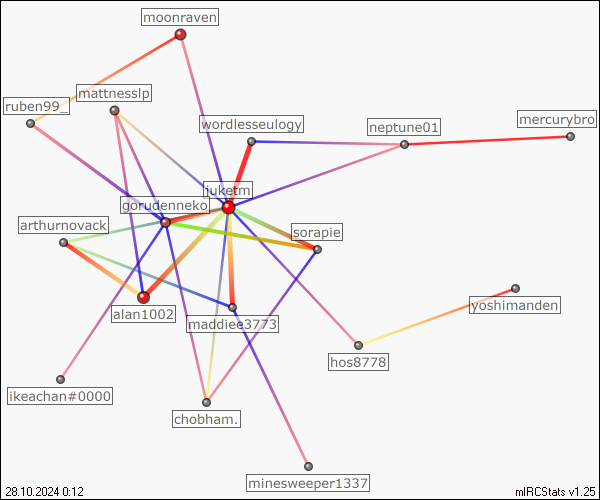 moonraven
mattnesslp
ruben99_
wordlesseulogy
neptune01
mercurybro
juketm
gorudenneko
arthurnovack
sorapie
alan1002
maddiee3773
yoshimanden
hos8778
ikeachan#0000
chobham.
minesweeper1337
28.10.2024 0:12
mIRCStats v1.25